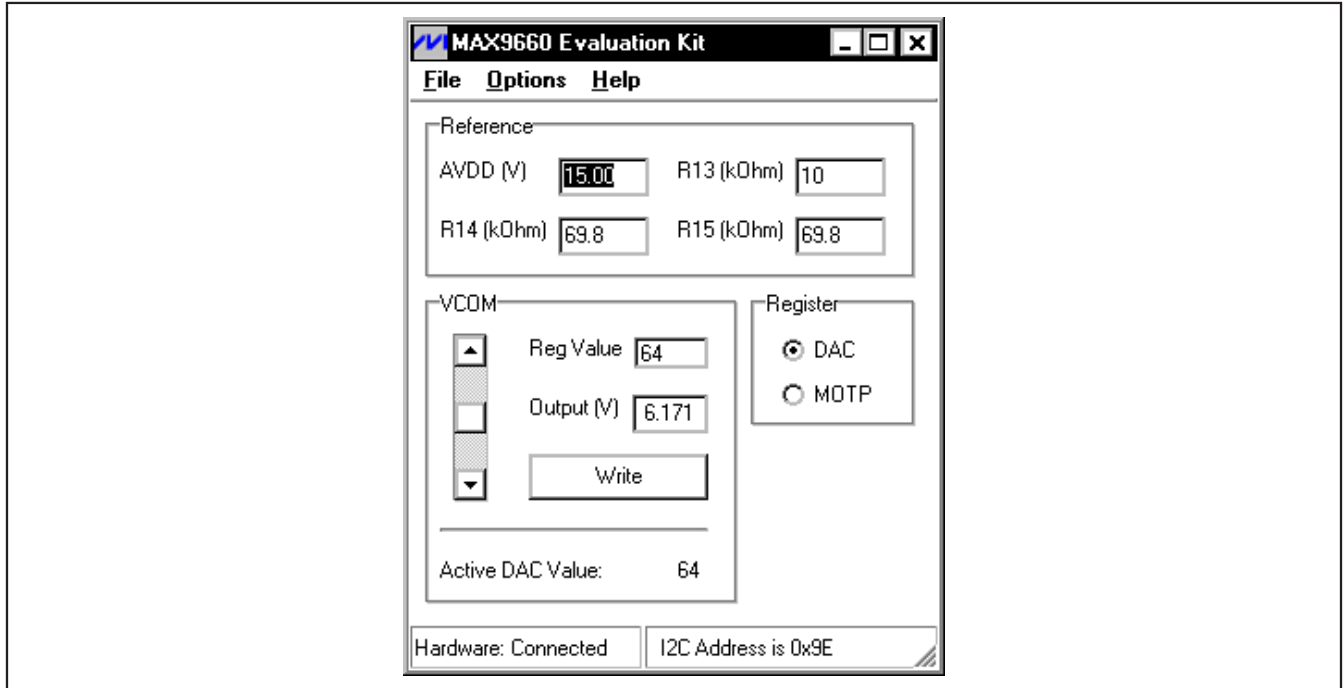 MAX9660 Evaluation Kit
File Options Help
Reference
AVDD (V) 15.00 R13 (kOhm) 10
R14 (kOhm) 69.8 R15 (kOhm) 69.8
VCOM
Reg Value 64
Output (V) 6.171
Write
Active DAC Value: 64
Register
DAC
MOTP
Hardware: Connected I2C Address is 0x9E